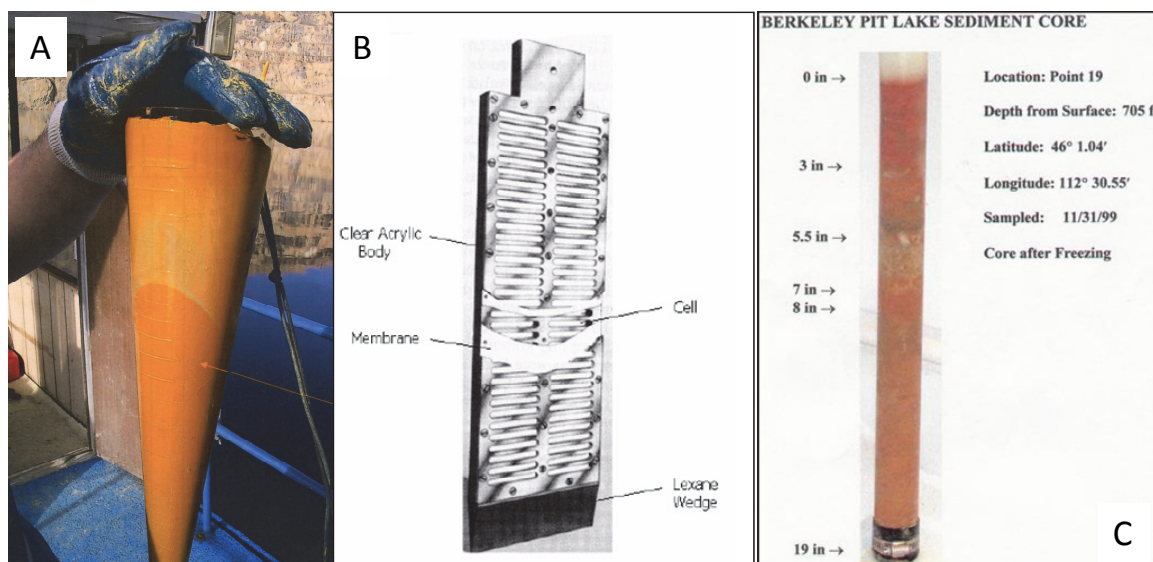 A
B
Clear Acrylic
Body
Membrane
Cell
Lexane
Wedge
BERKELEY PIT LAKE SEDIMENT CORE
0 in →
3 in →
5.5 in →
7 in →
8 in →
19 in →
Location: Point 19
Depth from Surface: 705 f
Latitude: 46° 1.04′
Longitude: 112° 30.55′
Sampled: 11/31/99
Core after Freezing
C